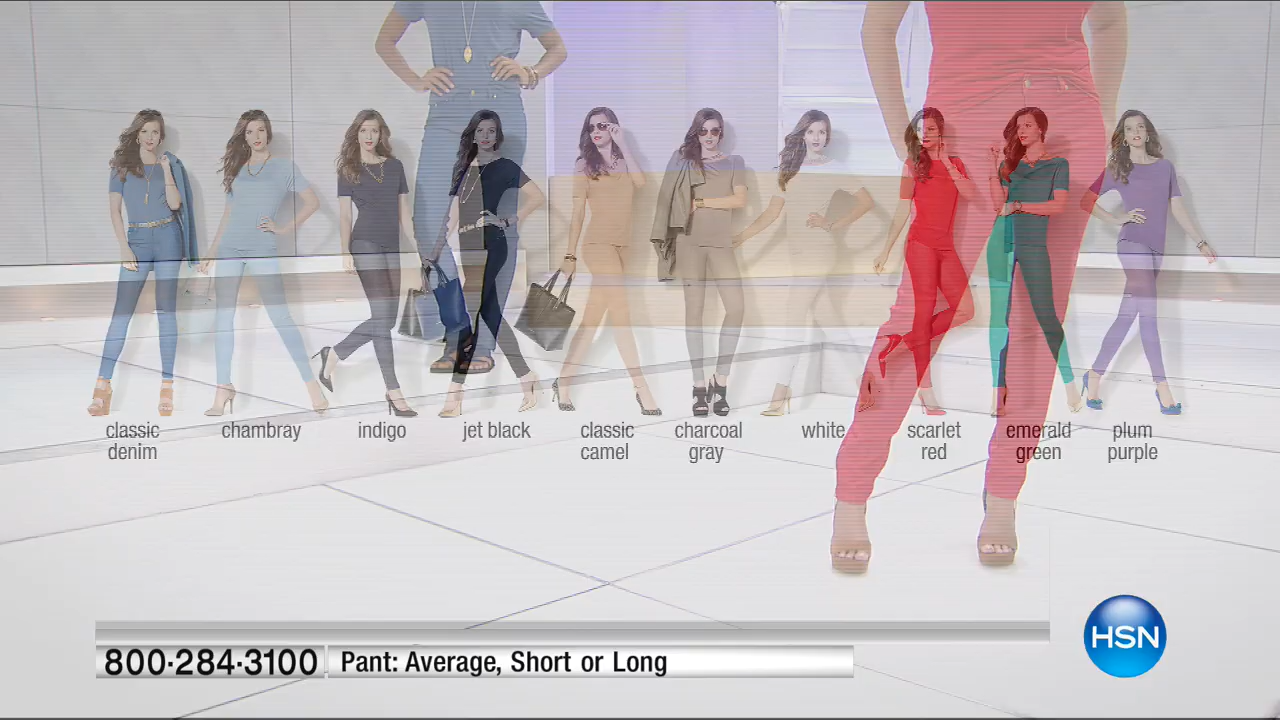 classic
denim
chambray
indigo
jet black
classic
camel
charcoal
gray
white
scarlet
red
emerald
green
plum
purple
800·284·3100
Pant: Average, Short or Long
HSN